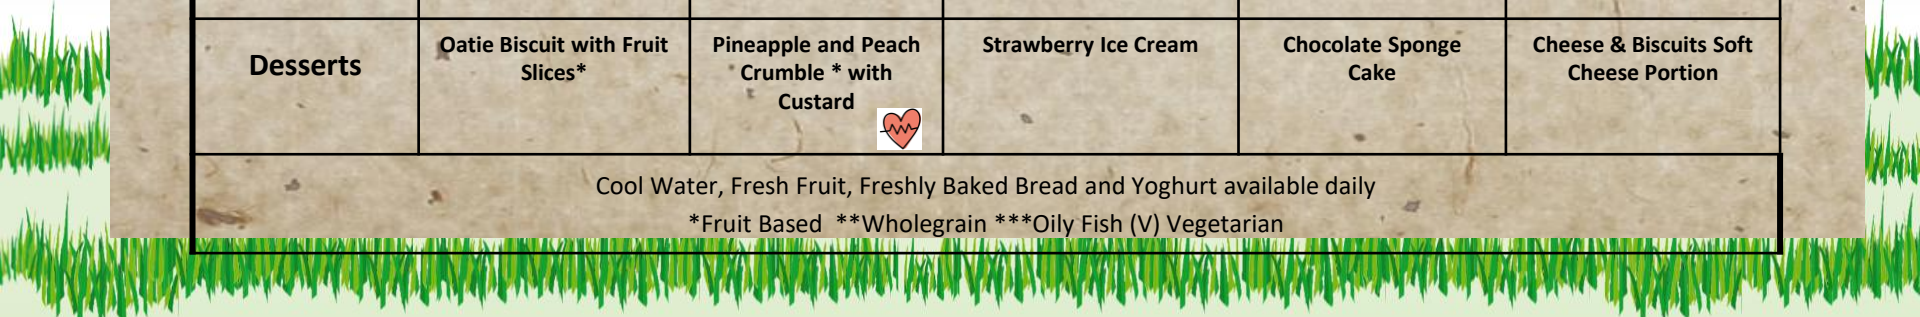 Desserts
Oatie Biscuit with Fruit
Slices*
Pineapple and Peach
Crumble * with
Custard
Strawberry Ice Cream
Chocolate Sponge
Cake
Cheese & Biscuits Soft
Cheese Portion
Cool Water, Fresh Fruit, Freshly Baked Bread and Yoghurt available daily
*Fruit Based  **Wholegrain ***Oily Fish (V) Vegetarian